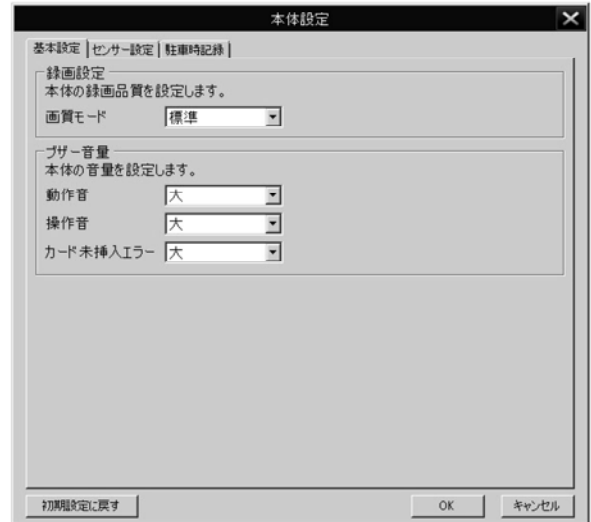 本体設定
基本設定 センサー設定 駐車時記録
録画設定
本体の録画品質を設定します。
画質モード 標準
ブザー音量
本体の音量を設定します。
動作音 大
操作音 大
カード未挿入エラー 大
初期設定に戻す OK キャンセル